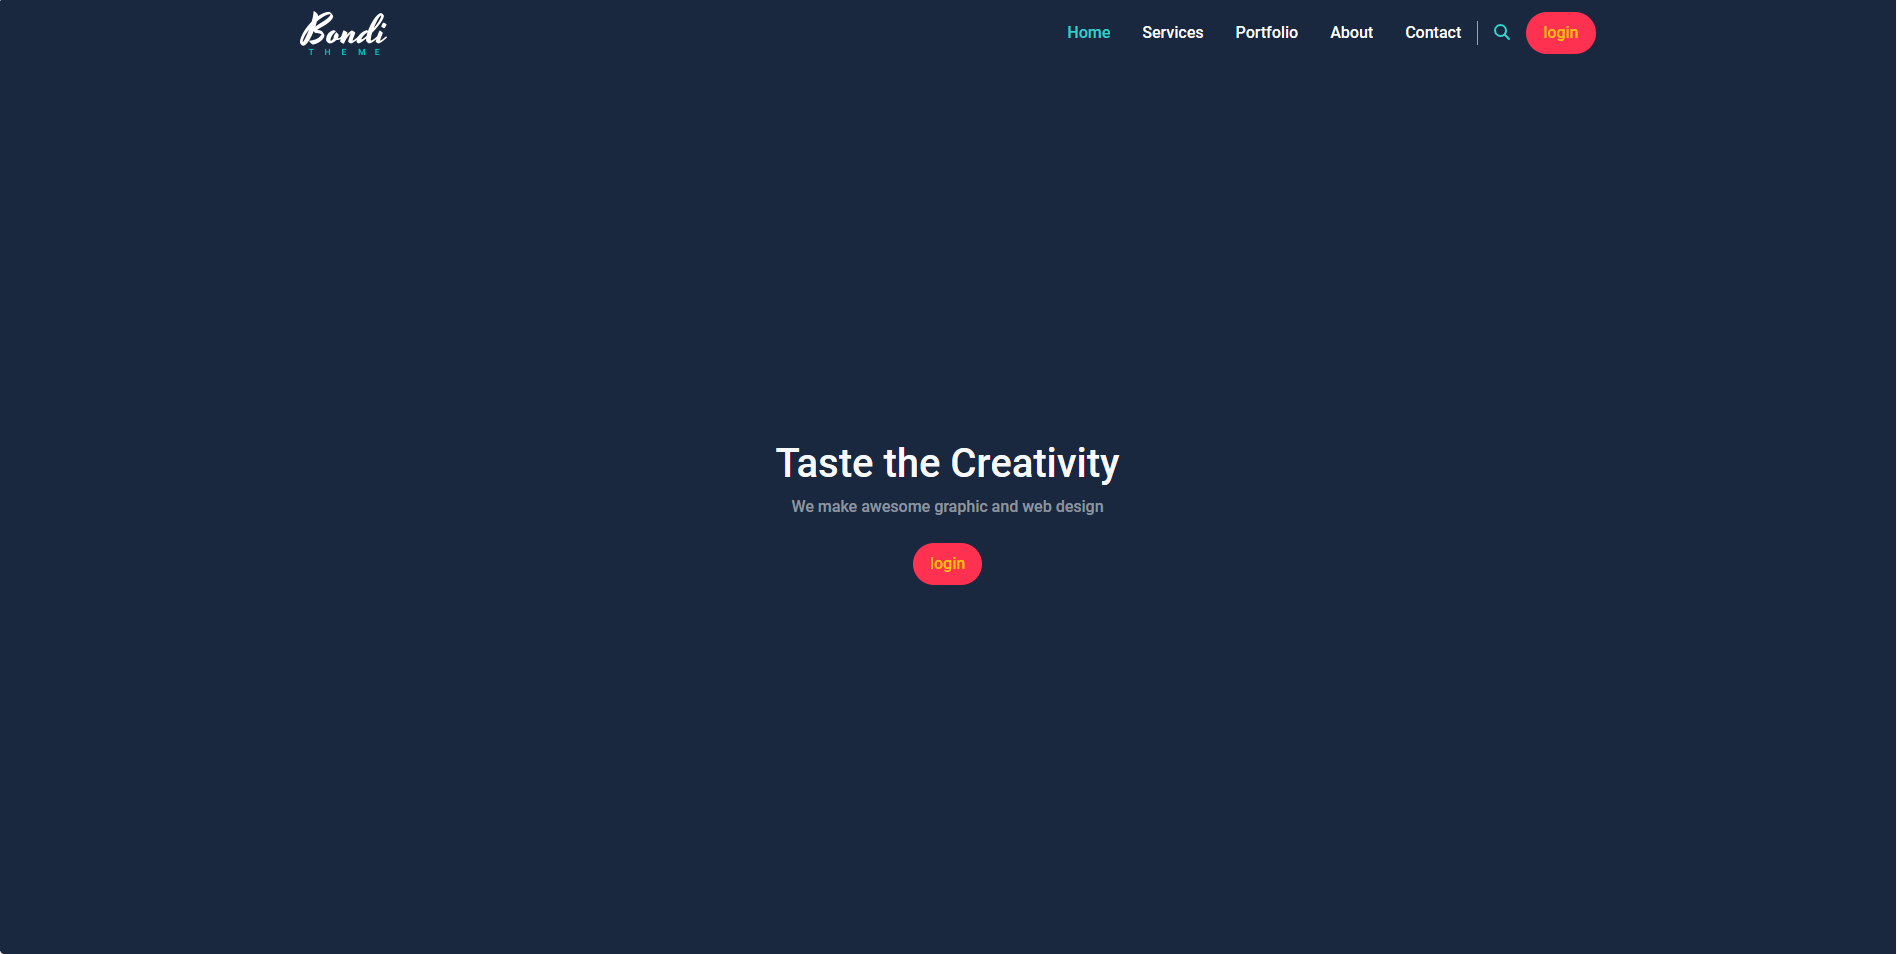 Bondi
THEME
Home Services Portfolio About Contact login
Taste the Creativity
We make awesome graphic and web design
login